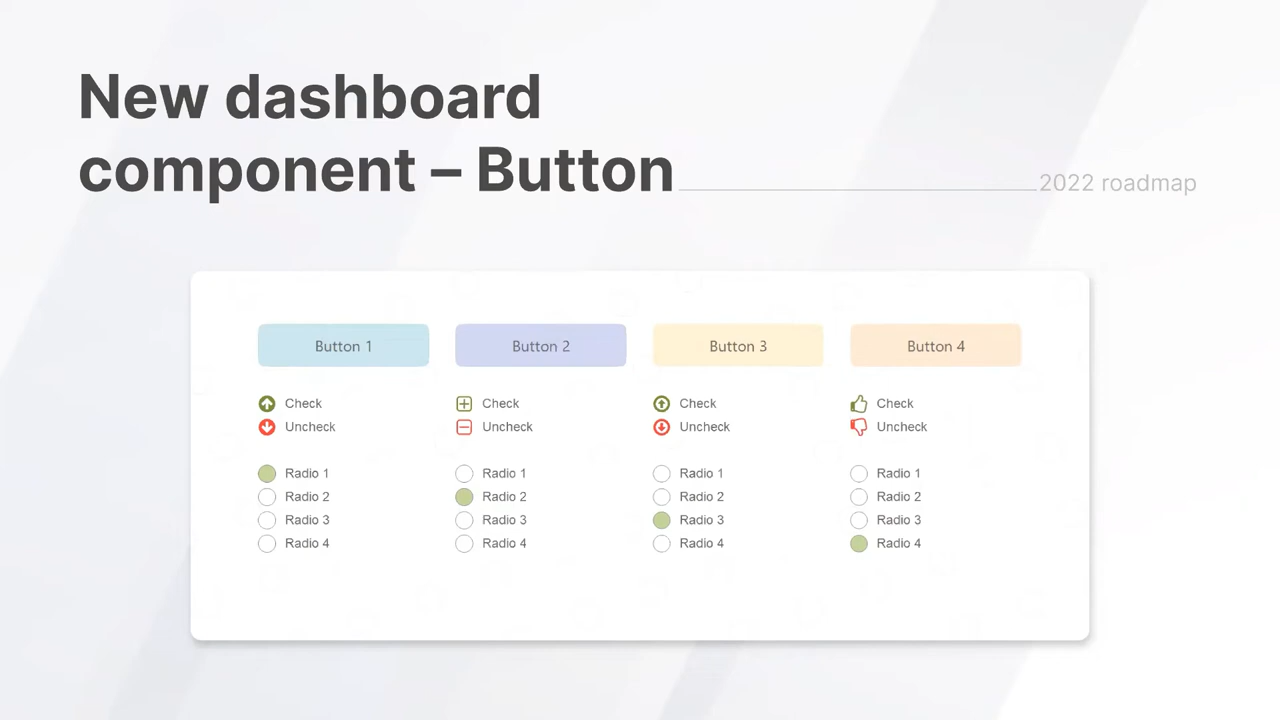 New dashboard
component – Button
2022 roadmap
Button 1
Button 2
Button 3
Button 4
Check
Check
Check
Check
Uncheck
Uncheck
Uncheck
Uncheck
Radio 1
Radio 1
Radio 1
Radio 1
Radio 2
Radio 2
Radio 2
Radio 2
Radio 3
Radio 3
Radio 3
Radio 3
Radio 4
Radio 4
Radio 4
Radio 4